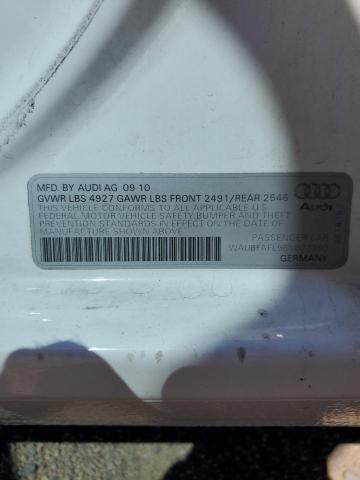 MFD. BY AUDI AG 09 10
GVWR LBS 4927 GAWR LBS FRONT 2491/REAR 2546
THIS VEHICLE CONFORMS TO ALL APPLICABLE U.S.
FEDERAL MOTOR VEHICLE SAFETY, BUMPER AND THEFT
PREVENTION STANDARDS IN EFFECT ON THE DATE OF
MANUFACTURE SHOWN ABOVE.
Audi
PASSENGER CAR
GERMANY